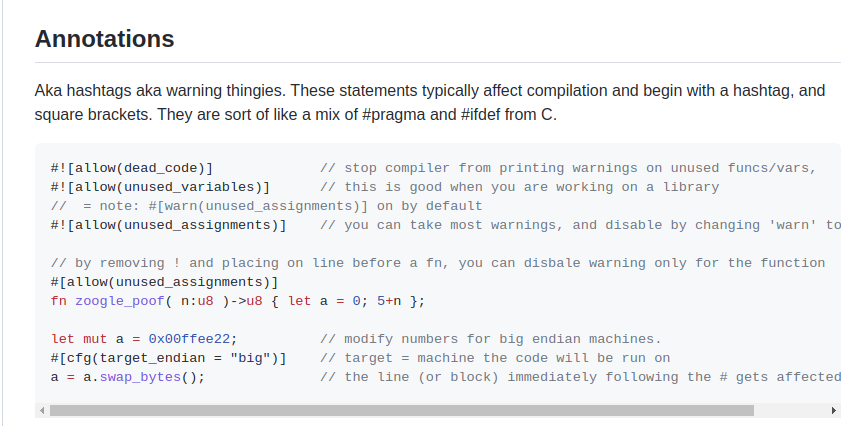 Annotations
Aka hashtags aka warning thingies. These statements typically affect compilation and begin with a hashtag, and
square brackets. They are sort of like a mix of #pragma and #ifdef from C.
#![allow(dead_code)]             // stop compiler from printing warnings on unused funcs/vars,
#![allow(unused_variables)]      // this is good when you are working on a library
//  = note: #[warn(unused_assignments)] on by default
#![allow(unused_assignments)]    // you can take most warnings, and disable by changing 'warn' to
// by removing ! and placing on line before a fn, you can disbale warning only for the function
#[allow(unused_assignments)]
fn zoogle_poof( n:u8 )->u8 { let a = 0; 5+n };
let mut a = 0x00ffee22;          // modify numbers for big endian machines.
#[cfg(target_endian = "big")]    // target = machine the code will be run on
a = a.swap_bytes();              // the line (or block) immediately following the # gets affected